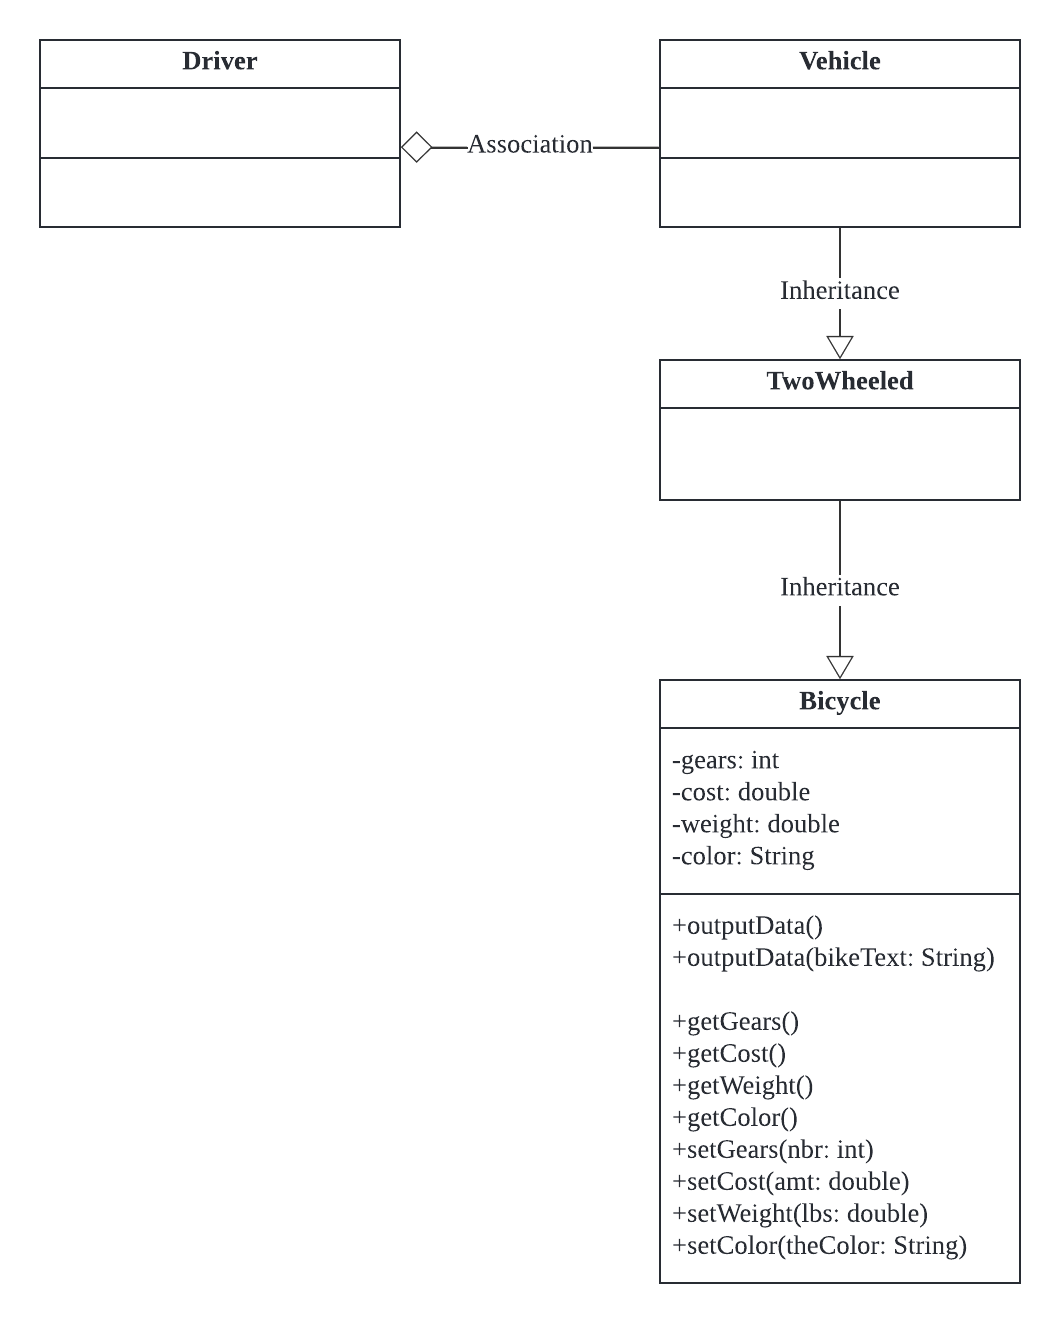 Driver
Vehicle
Association
Inheritance
TwoWheeled
Inheritance
Bicycle
-gears: int
-cost: double
-weight: double
-color: String
+outputData()
+outputData(bikeText: String)
+getGears()
+getCost()
+getWeight()
+getColor()
+setGears(nbr: int)
+setCost(amt: double)
+setWeight(lbs: double)
+setColor(theColor: String)